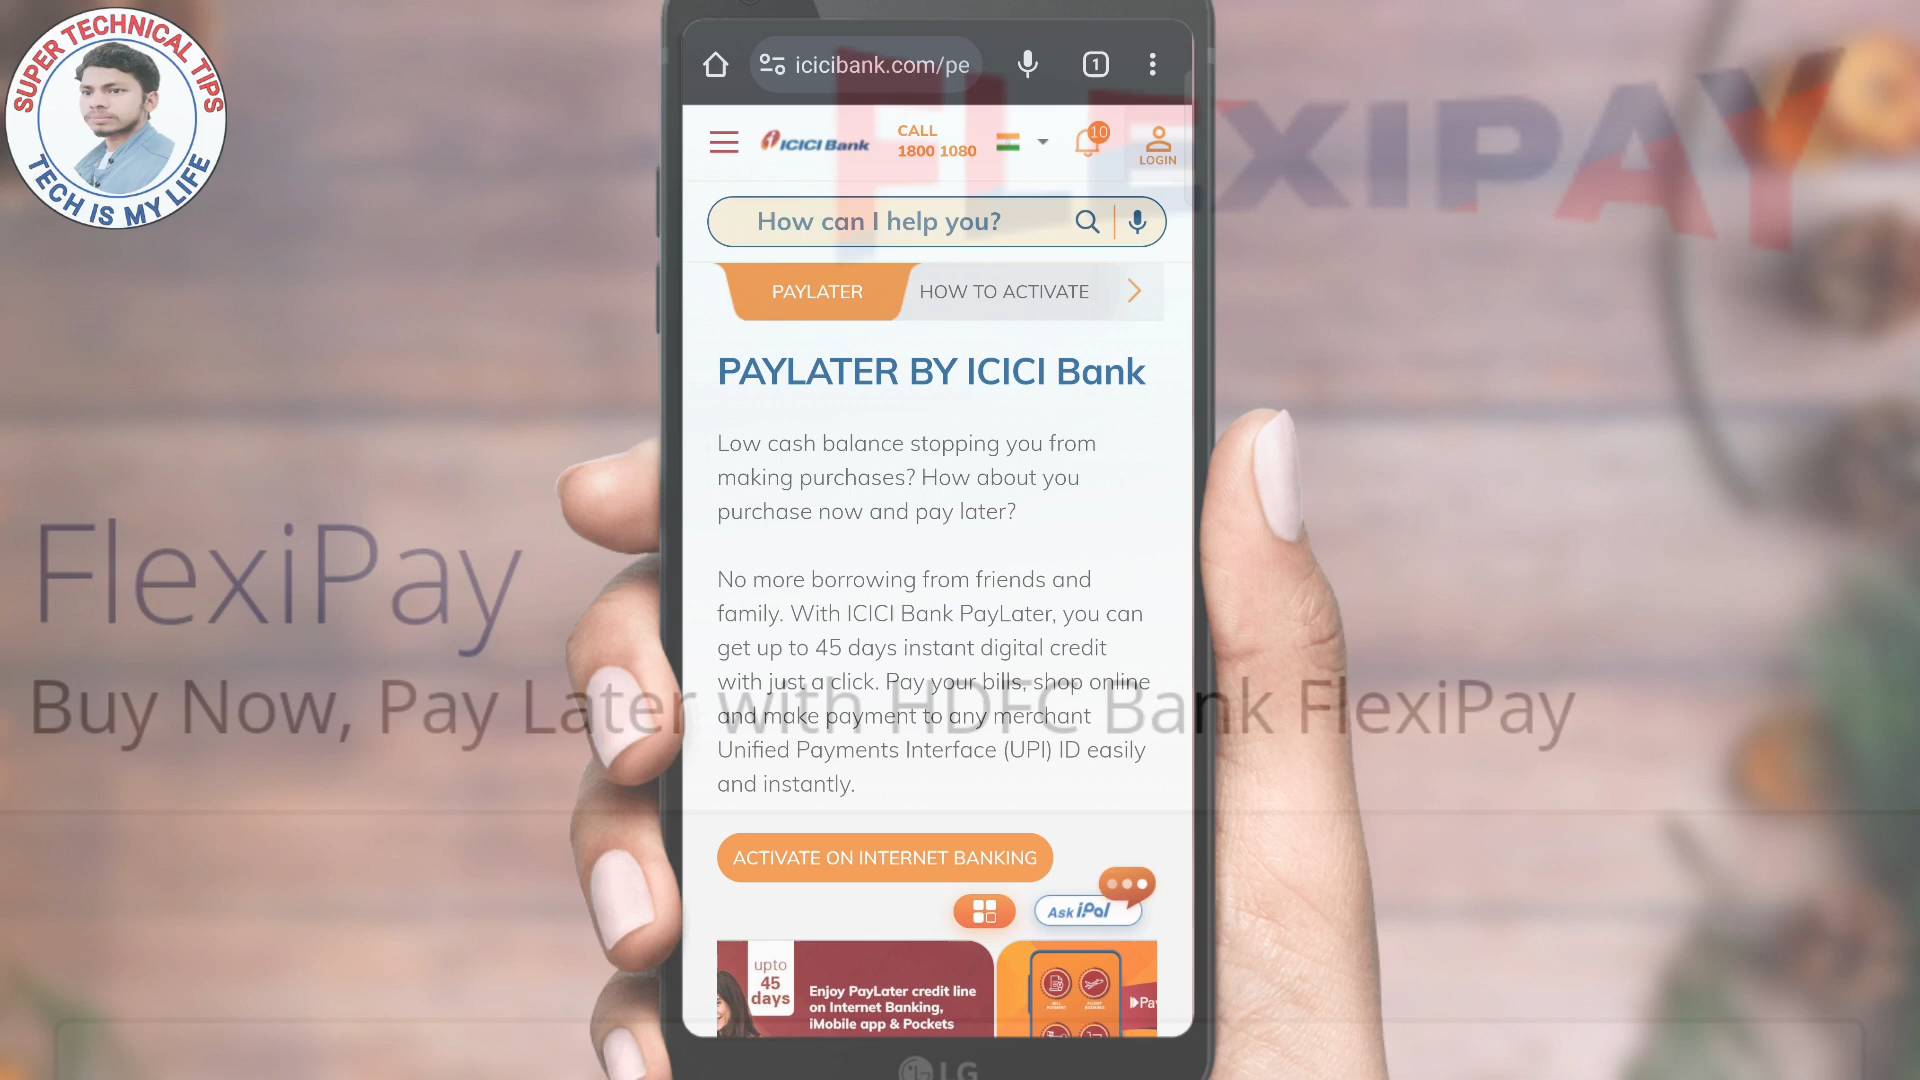 SUPER TECHNICAL TIPS
TECH IS MY LIFE
icicibank.com/pe
1
FLEXIPAY
ICICI Bank
CALL
1800 1080
10
LOGIN
How can I help you?
PAYLATER
HOW TO ACTIVATE
PAYLATER BY ICICI Bank
Low cash balance stopping you from
making purchases? How about you
purchase now and pay later?
No more borrowing from friends and
family. With ICICI Bank PayLater, you can
get up to 45 days instant digital credit
with just a click. Pay your bills, shop online
and make payment to any merchant
Unified Payments Interface (UPI) ID easily
and instantly.
FlexiPay
Buy Now, Pay Later with HDFC Bank FlexiPay
ACTIVATE ON INTERNET BANKING
Ask iPal
upto
45
days
Enjoy PayLater credit line
on Internet Banking,
iMobile app & Pockets
Pa
LG